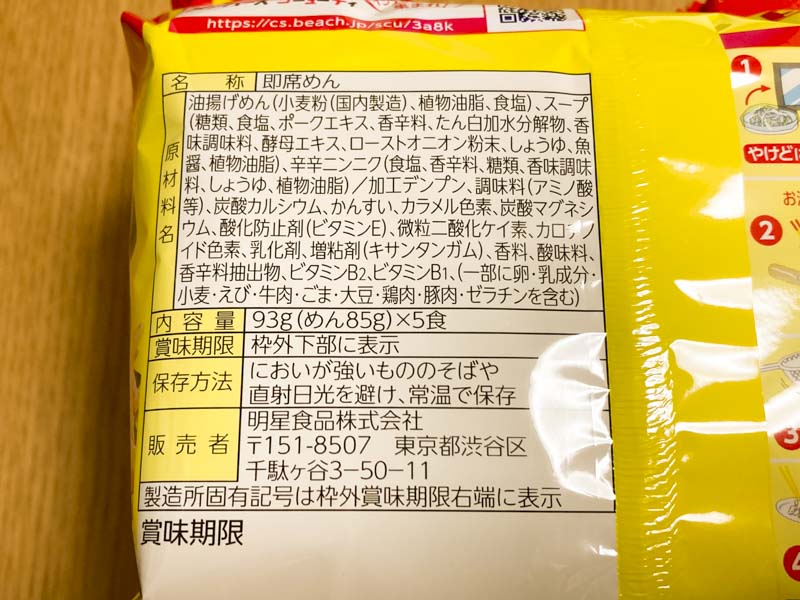 https://cs.beach.jp/scu/3a8k
名称 即席めん
原材料名 油揚げめん(小麦粉(国内製造)、植物油脂、食塩)、スープ
(糖類、食塩、ポークエキス、香辛料、たん白加水分解物、香
味調味料、酵母エキス、ローストオニオン粉末、しょうゆ、魚
醤、植物油脂)、辛辛ニンニク(食塩、香辛料、糖類、香味調味
料、しょうゆ、植物油脂)/加工デンプン、調味料(アミノ酸
等)、炭酸カルシウム、かんすい、カラメル色素、炭酸マグネシ
ウム、酸化防止剤(ビタミンE)、微粒二酸化ケイ素、カロチノ
イド色素、乳化剤、増粘剤(キサンタンガム)、香料、酸味料、
香辛料抽出物、ビタミンB2、ビタミンB1、(一部に卵・乳成分・
小麦・えび・牛肉・ごま・大豆・鶏肉・豚肉・ゼラチンを含む)
内容量 93g(めん85g)×5食
賞味期限 枠外下部に表示
保存方法 においが強いもののそばや
直射日光を避け、常温で保存
販売者 明星食品株式会社
〒151-8507 東京都渋谷区
千駄ヶ谷3-50-11
製造所固有記号は枠外賞味期限右端に表示
賞味期限
1
やけど
お
2
3
4